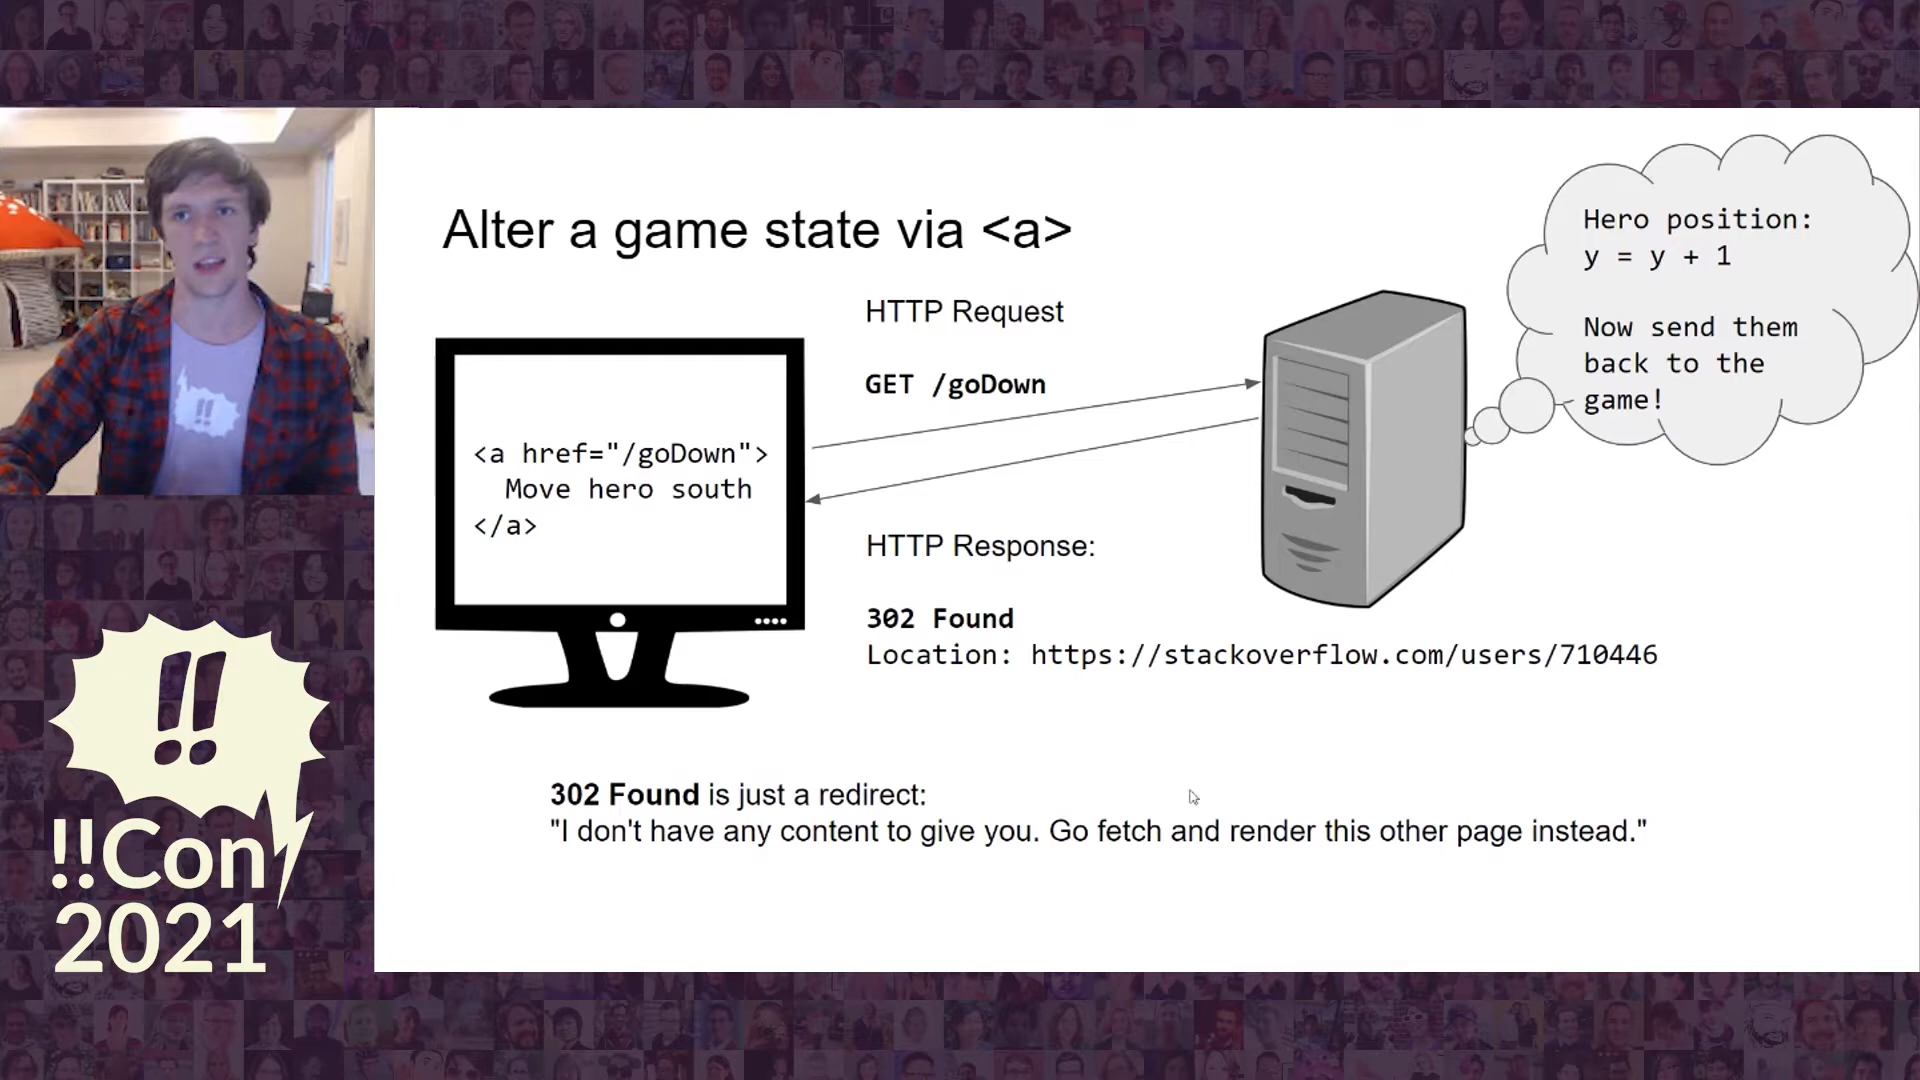 Alter a game state via <a>
HTTP Request
GET /goDown
<a href="/goDown">
Move hero south
</a>
Hero position:
y = y + 1
Now send them
back to the
game!
HTTP Response:
302 Found
Location: https://stackoverflow.com/users/710446
302 Found is just a redirect:
"I don't have any content to give you. Go fetch and render this other page instead."
!!
!!
!!Con
2021